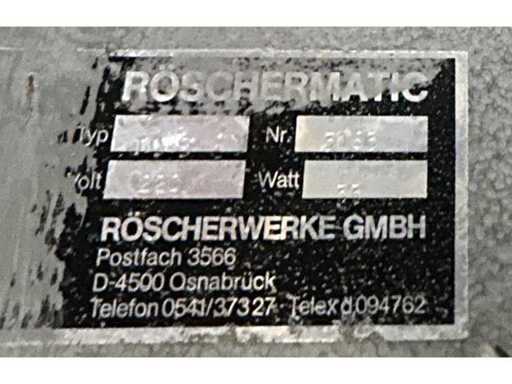 RÖSCHERMATIC
Typ Nr.
Volt Watt
RÖSCHERWERKE GMBH
Postfach 3566
D-4500 Osnabrück
Telefon 0541/37327 Telex d 094762